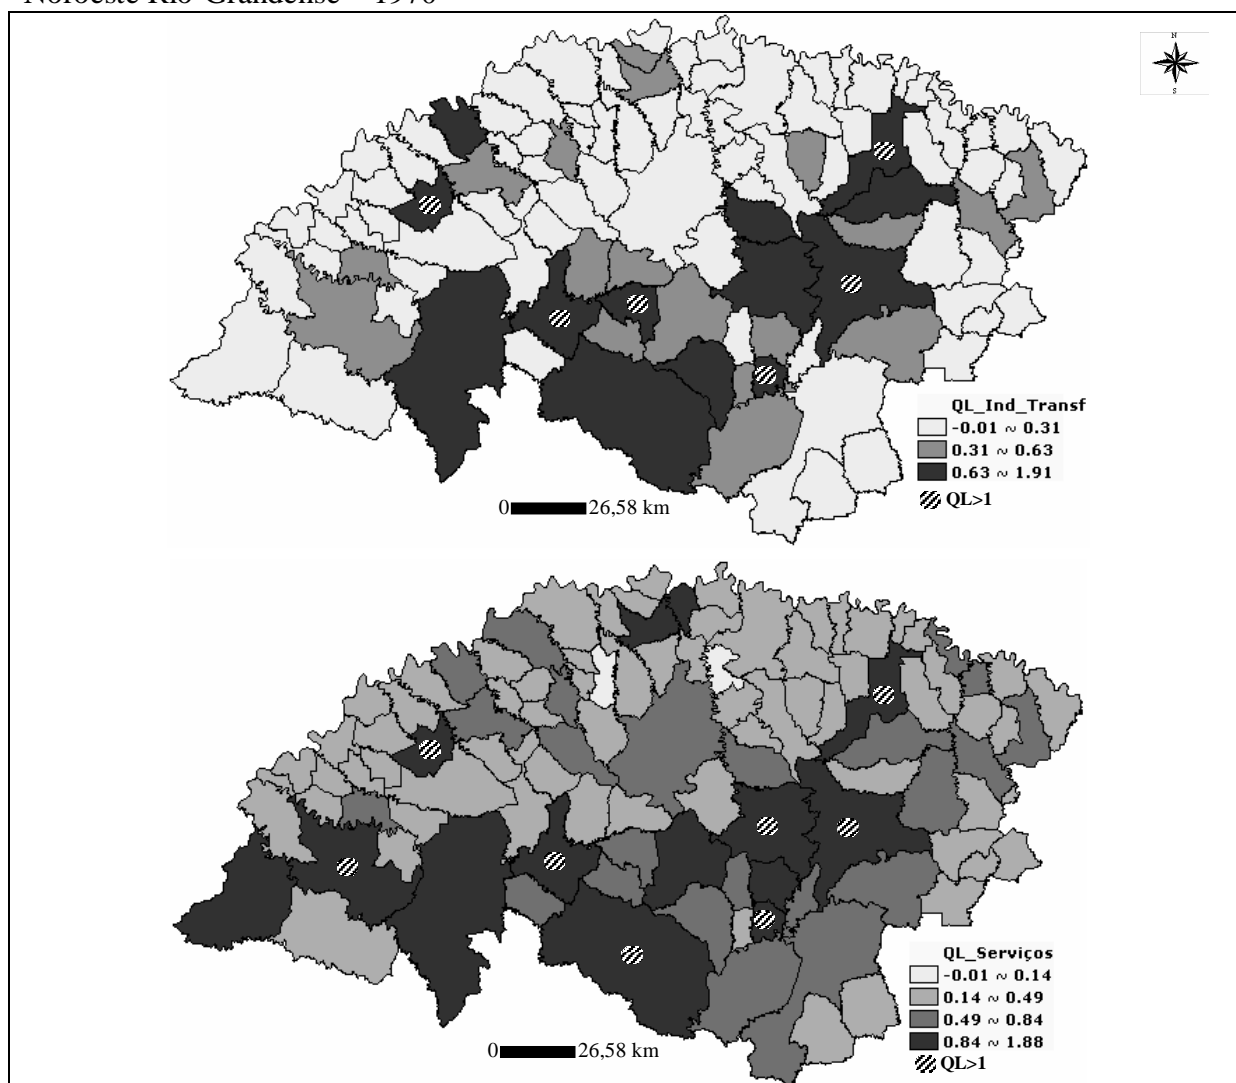 Noroeste Rio-Grandense – 1970
N
S
QL_Ind_Transf
-0.01 ~ 0.31
0.31 ~ 0.63
0.63 ~ 1.91
QL>1
0 26,58 km
QL_Serviços
-0.01 ~ 0.14
0.14 ~ 0.49
0.49 ~ 0.84
0.84 ~ 1.88
QL>1
0 26,58 km